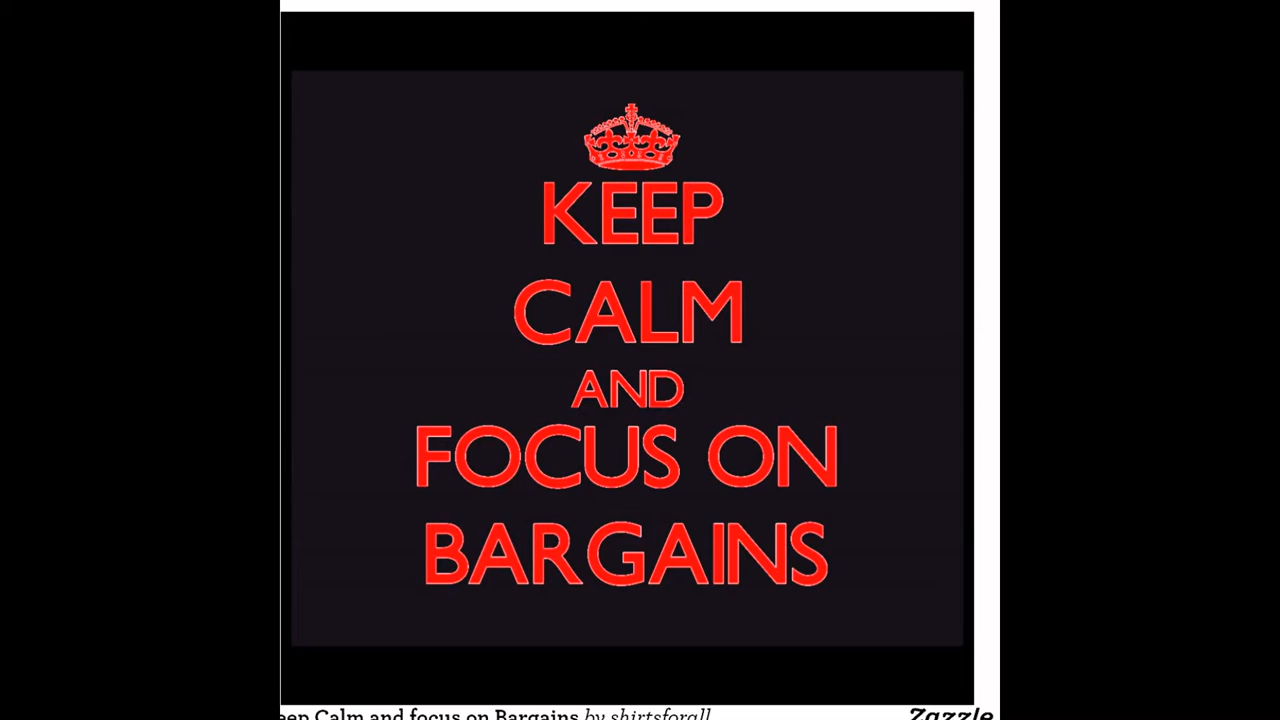 KEEP
CALM
AND
FOCUS ON
BARGAINS
eep Calm and focus on Bargains by shirtsforall Zazzle